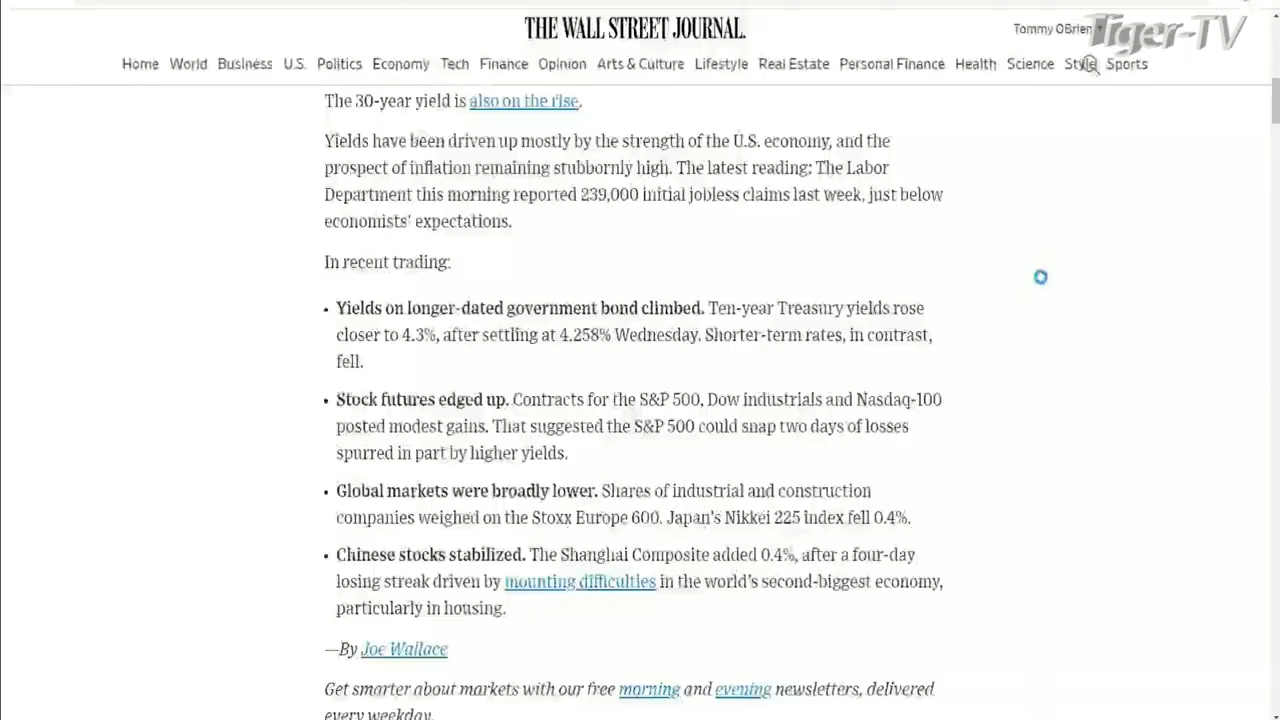 THE WALL STREET JOURNAL.
Tommy OBrien
Tiger-TV
Home World Business U.S. Politics Economy Tech Finance Opinion Arts & Culture Lifestyle Real Estate Personal Finance Health Science Style Sports
The 30-year yield is also on the rise.
Yields have been driven up mostly by the strength of the U.S. economy, and the
prospect of inflation remaining stubbornly high. The latest reading: The Labor
Department this morning reported 239,000 initial jobless claims last week, just below
economists' expectations.
In recent trading:
• Yields on longer-dated government bond climbed. Ten-year Treasury yields rose
closer to 4.3%, after settling at 4.258% Wednesday. Shorter-term rates, in contrast,
fell.
• Stock futures edged up. Contracts for the S&P 500, Dow industrials and Nasdaq-100
posted modest gains. That suggested the S&P 500 could snap two days of losses
spurred in part by higher yields.
• Global markets were broadly lower. Shares of industrial and construction
companies weighed on the Stoxx Europe 600. Japan's Nikkei 225 index fell 0.4%.
• Chinese stocks stabilized. The Shanghai Composite added 0.4%, after a four-day
losing streak driven by mounting difficulties in the world's second-biggest economy,
particularly in housing.
—By Joe Wallace
Get smarter about markets with our free morning and evening newsletters, delivered
every weekday.